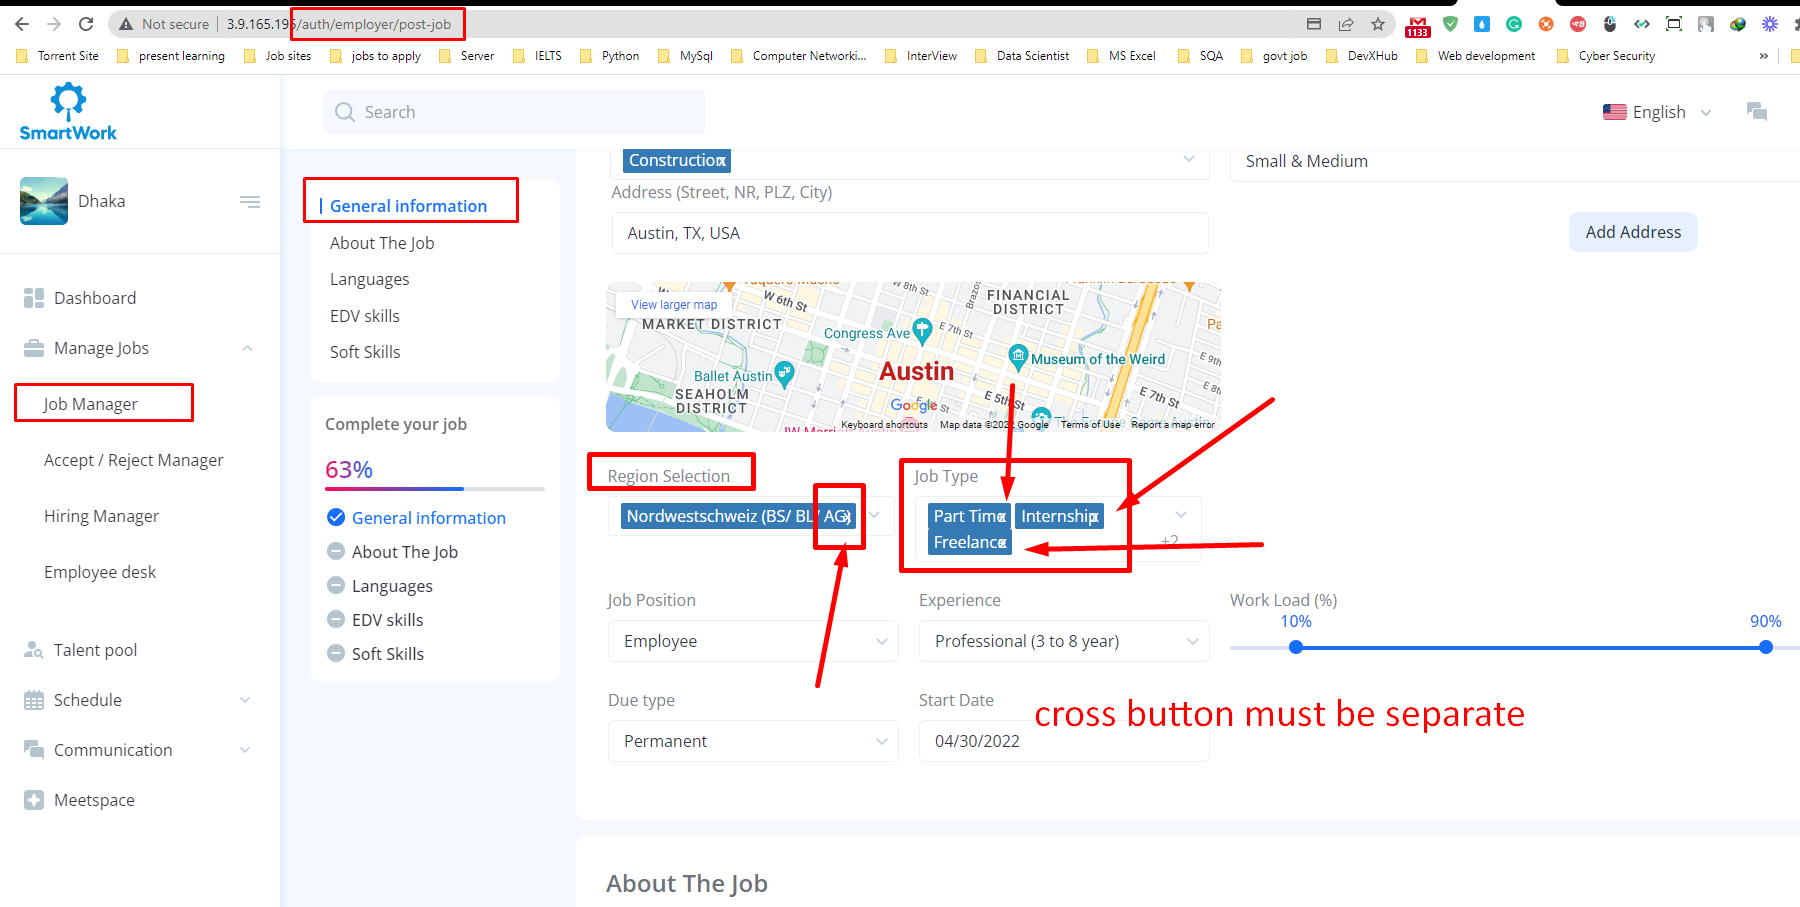 Not secure | 3.9.165.195/auth/employer/post-job
1133
Torrent Site present learning Job sites jobs to apply Server IELTS Python MySql Computer Networki... InterView Data Scientist MS Excel SQA govt job DevXHub Web development Cyber Security »
SmartWork
Search
English
Dhaka
Dashboard
Manage Jobs
Job Manager
Accept / Reject Manager
Hiring Manager
Employee desk
Talent pool
Schedule
Communication
Meetspace
General information
About The Job
Languages
EDV skills
Soft Skills
Complete your job
63%
General information
About The Job
Languages
EDV skills
Soft Skills
Construction x
Small & Medium
Address (Street, NR, PLZ, City)
Austin, TX, USA
Add Address
View larger map
W 6th St
W 8th St
FINANCIAL
DISTRICT
MARKET DISTRICT
Congress Ave
E 7th St
Museum of the Weird
Ballet Austin
Austin
SEAHOLM
DISTRICT
E 5th St
E 7th St
Google
Keyboard shortcuts Map data ©2022 Google Terms of Use Report a map error
Region Selection
Nordwestschweiz (BS/ BL/ AG) x
Job Type
Part Time x Internship x
Freelance x
+2
Job Position
Employee
Experience
Professional (3 to 8 year)
Work Load (%)
10% 90%
Due type
Permanent
Start Date
04/30/2022
cross button must be separate
About The Job